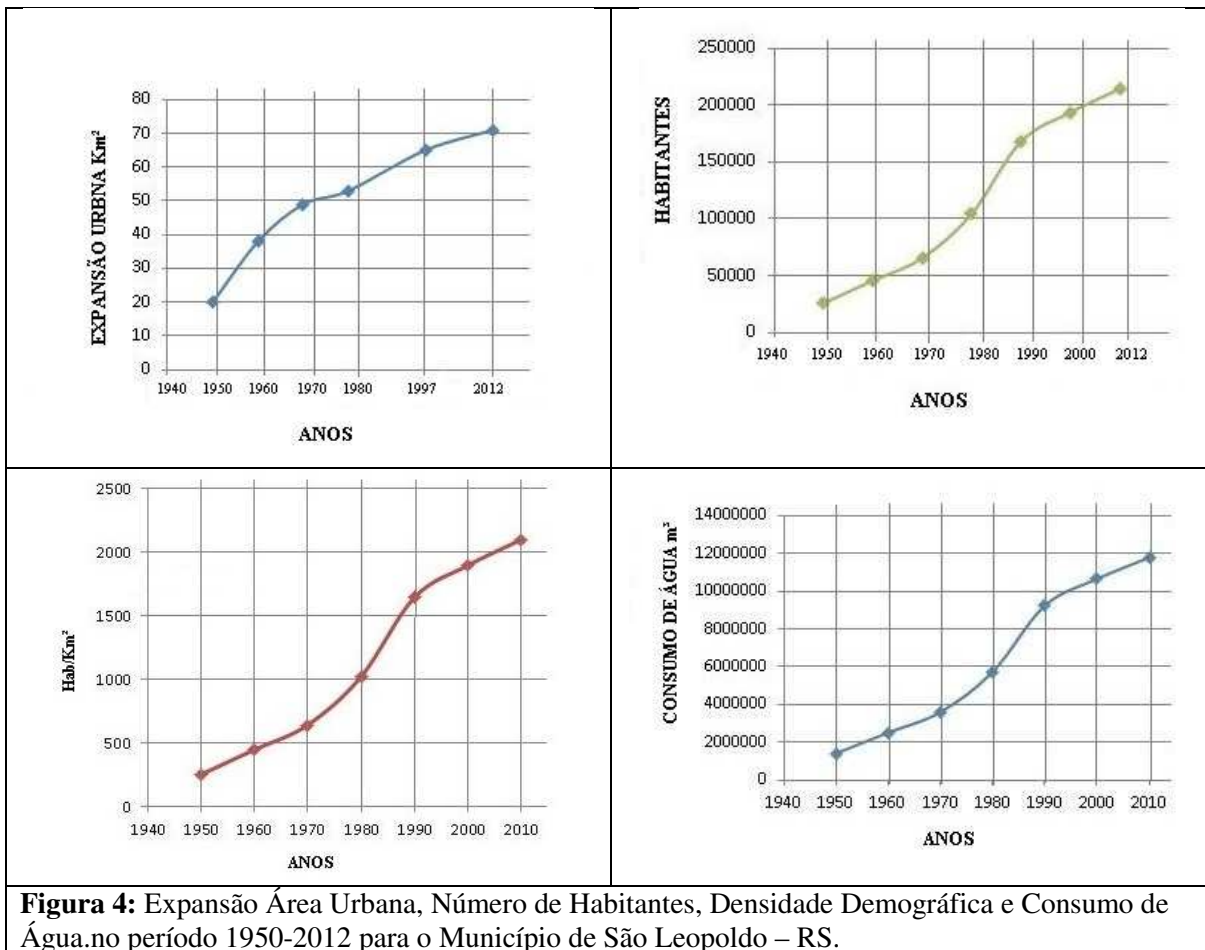 EXPANSÃO URBNA Km²
80
70
60
50
40
30
20
10
0
1940 1950 1960 1970 1980 1997 2012
ANOS
HABITANTES
250000
200000
150000
100000
50000
0
1940 1950 1960 1970 1980 1990 2000 2012
ANOS
Hab/Km²
2500
2000
1500
1000
500
0
1940 1950 1960 1970 1980 1990 2000 2010
ANOS
CONSUMO DE ÁGUA m³
14000000
12000000
10000000
8000000
6000000
4000000
2000000
0
1940 1950 1960 1970 1980 1990 2000 2010
ANOS
Figura 4: Expansão Área Urbana, Número de Habitantes, Densidade Demográfica e Consumo de
Água.no período 1950-2012 para o Município de São Leopoldo – RS.